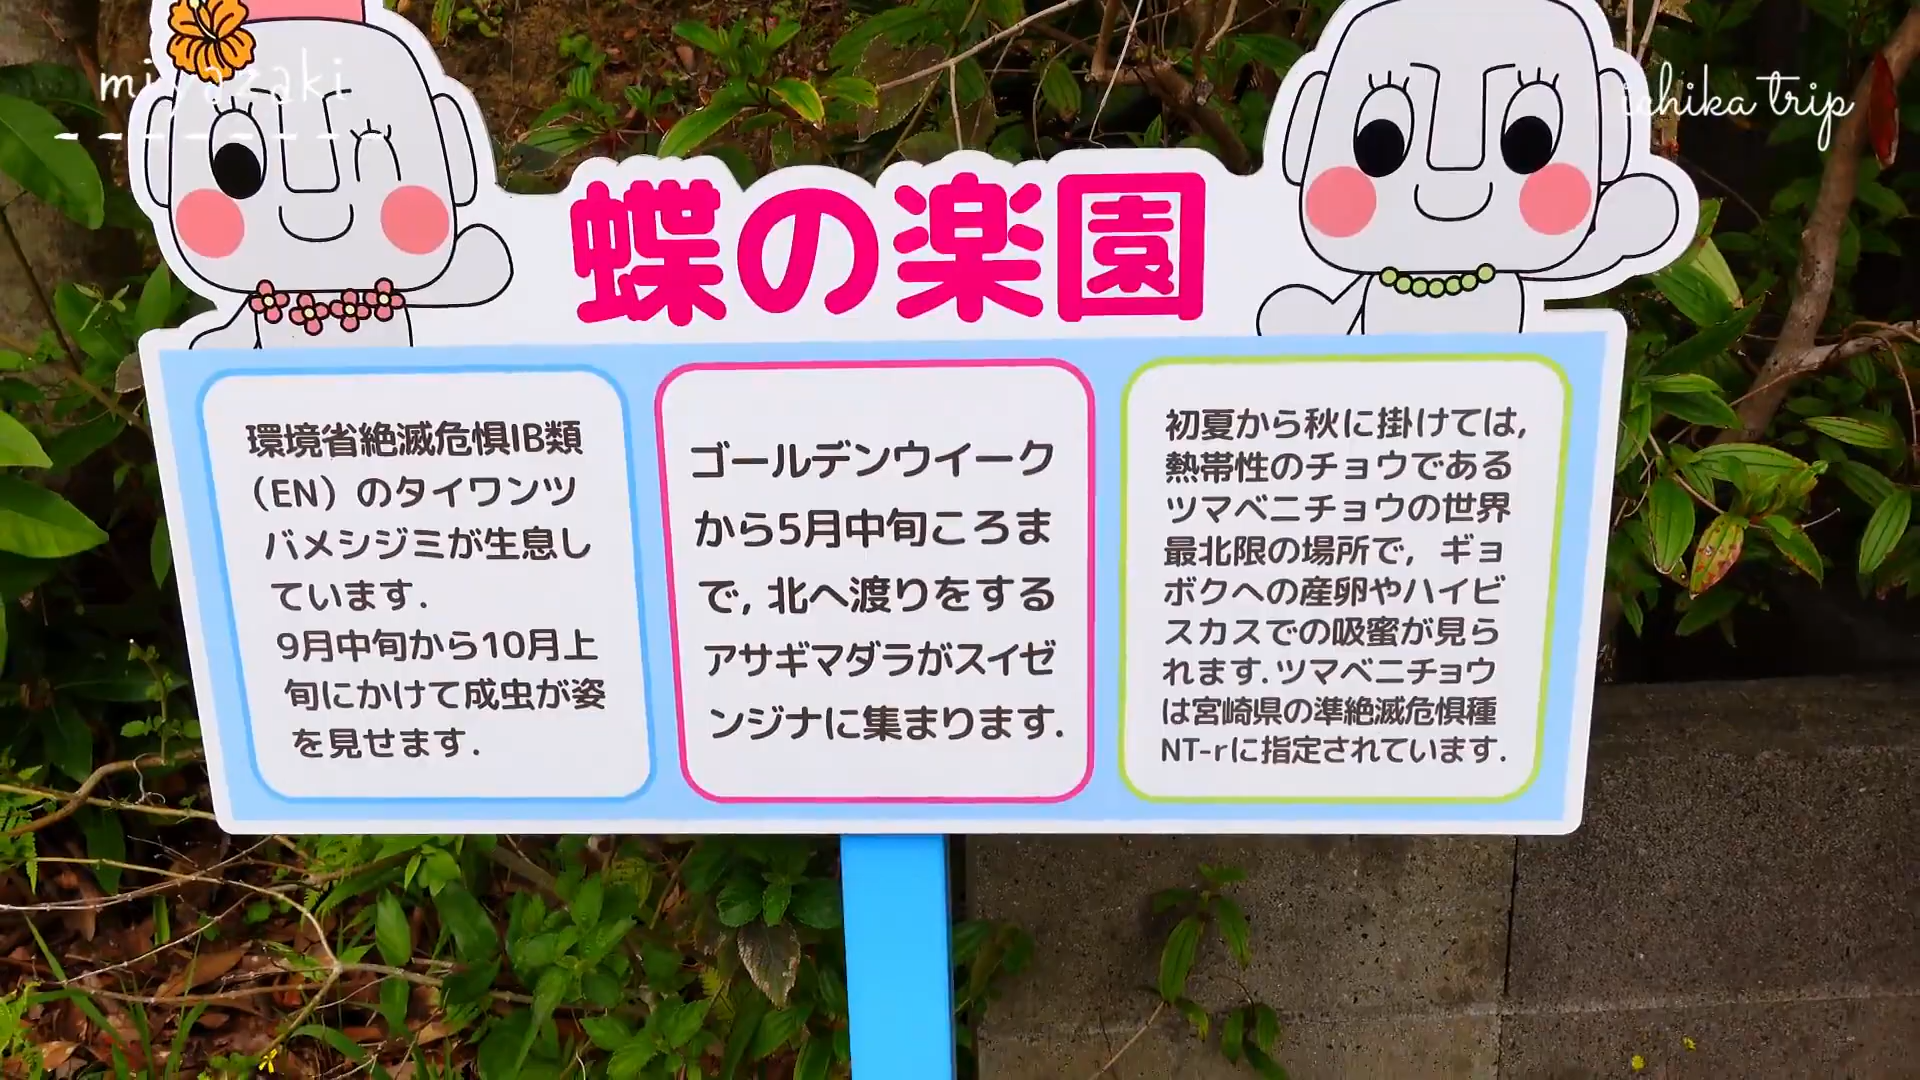 miyazaki
ichika trip
蝶の楽園
環境省絶滅危惧IB類
（EN）のタイワンツ
バメシジミが生息し
ています.
9月中旬から10月上
旬にかけて成虫が姿
を見せます.
ゴールデンウイーク
から5月中旬ころま
で, 北へ渡りをする
アサギマダラがスイゼ
ンジナに集まります.
初夏から秋に掛けては,
熱帯性のチョウである
ツマベニチョウの世界
最北限の場所で, ギョ
ボクへの産卵やハイビ
スカスでの吸蜜が見ら
れます.ツマベニチョウ
は宮崎県の準絶滅危惧種
NT-rに指定されています.